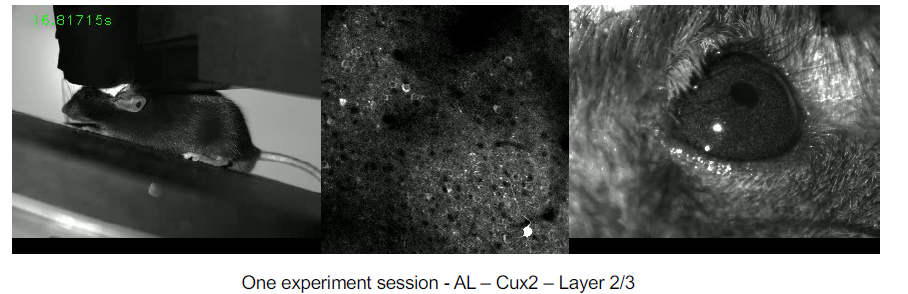 16.81715s
One experiment session - AL – Cux2 – Layer 2/3